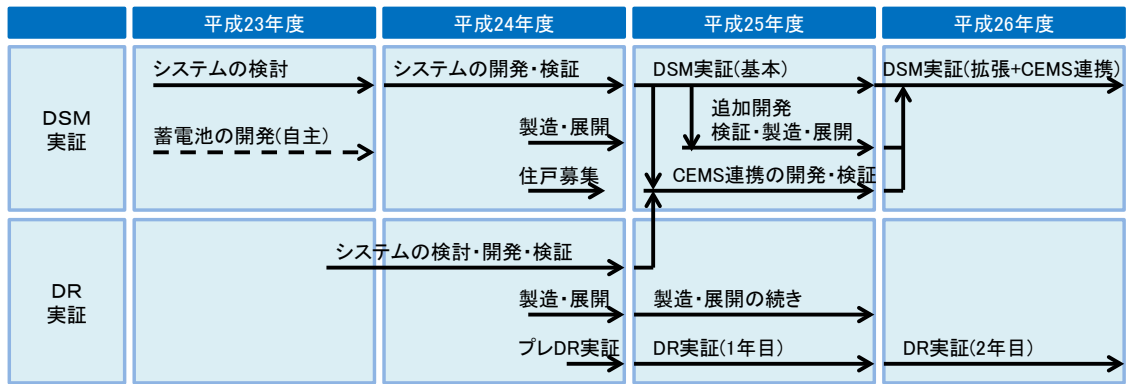 平成23年度
平成24年度
平成25年度
平成26年度
DSM
実証
システムの検討
システムの開発・検証
DSM実証(基本)
DSM実証(拡張+CEMS連携)
蓄電池の開発(自主)
製造・展開
追加開発
検証・製造・展開
住戸募集
CEMS連携の開発・検証
DR
実証
システムの検討・開発・検証
製造・展開
製造・展開の続き
プレDR実証
DR実証(1年目)
DR実証(2年目)